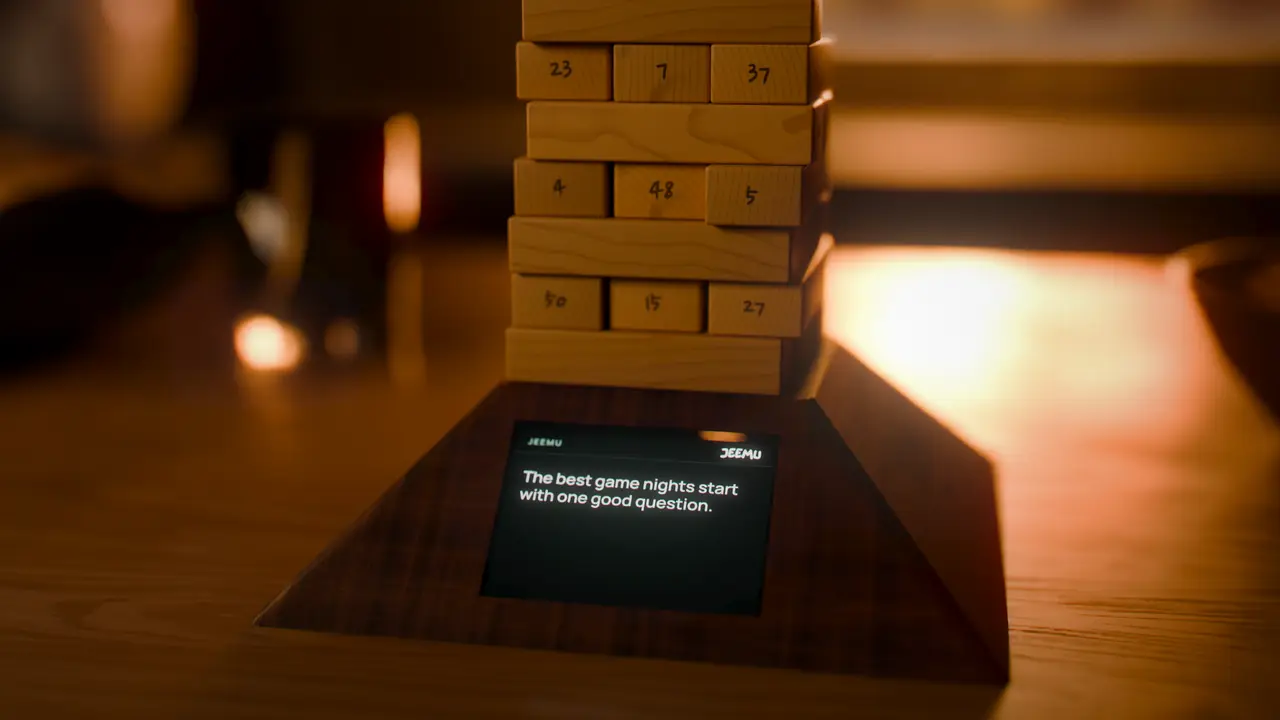 23 7 37
4 48 5
50 15 27
JEEMU
JEEMU
The best game nights start
with one good question.